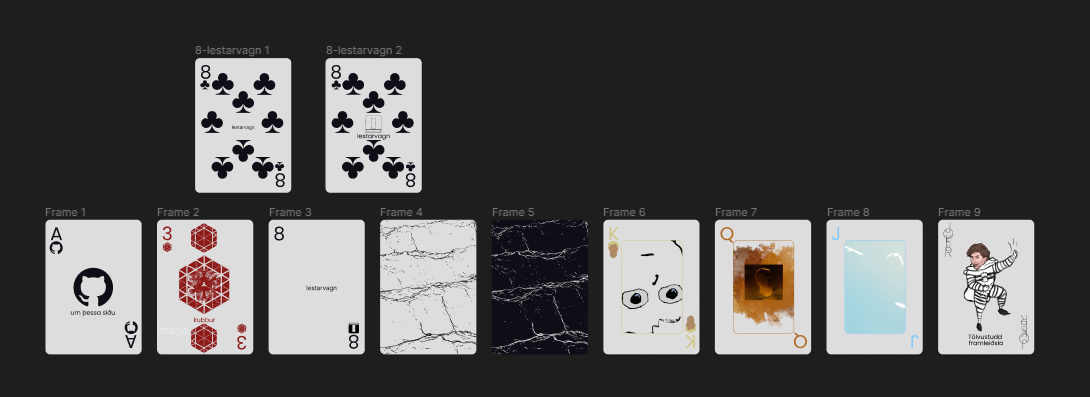 8-lestarvagn 1
8-lestarvagn 2
8
8
lestarvagn
lestarvagn
8
8
Frame 1
Frame 2
Frame 3
Frame 4
Frame 5
Frame 6
Frame 7
Frame 8
Frame 9
A
3
8
K
Q
J
um þessa síðu
kubbur
lestarvagn
Tölvustudd
framleiðsla
A
3
8
K
Q
J